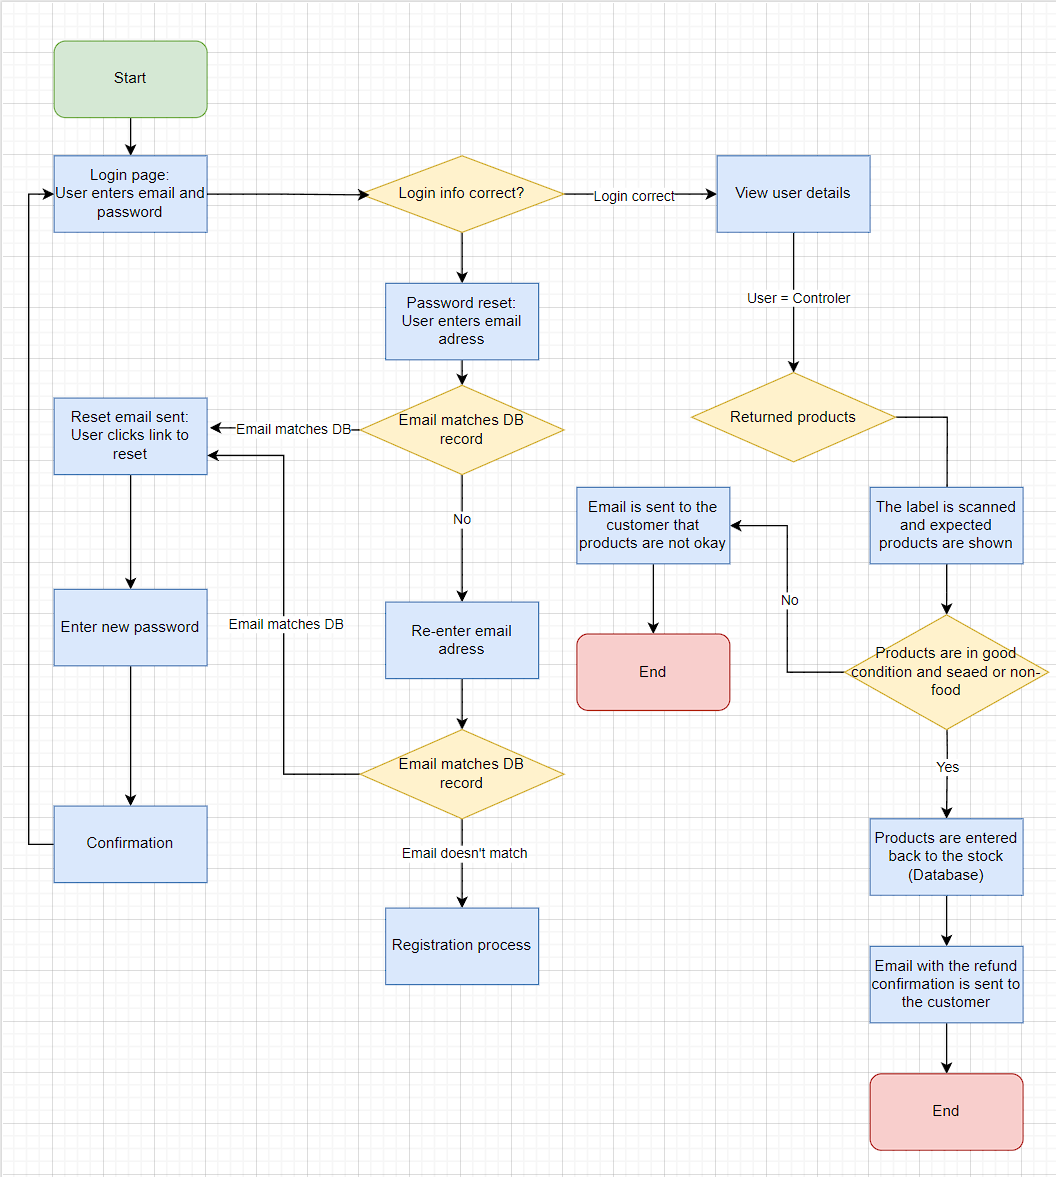 Start
Login page:
User enters email and
password
Login info correct?
Login correct
View user details
Password reset:
User enters email
adress
User = Controler
Email matches DB
record
Email matches DB
Reset email sent:
User clicks link to
reset
Returned products
No
Email is sent to the
customer that
products are not okay
The label is scanned
and expected
products are shown
No
Enter new password
Email matches DB
Re-enter email
adress
End
Products are in good
condition and seaed or non-
food
Email matches DB
record
Yes
Confirmation
Email doesn't match
Products are entered
back to the stock
(Database)
Registration process
Email with the refund
confirmation is sent to
the customer
End